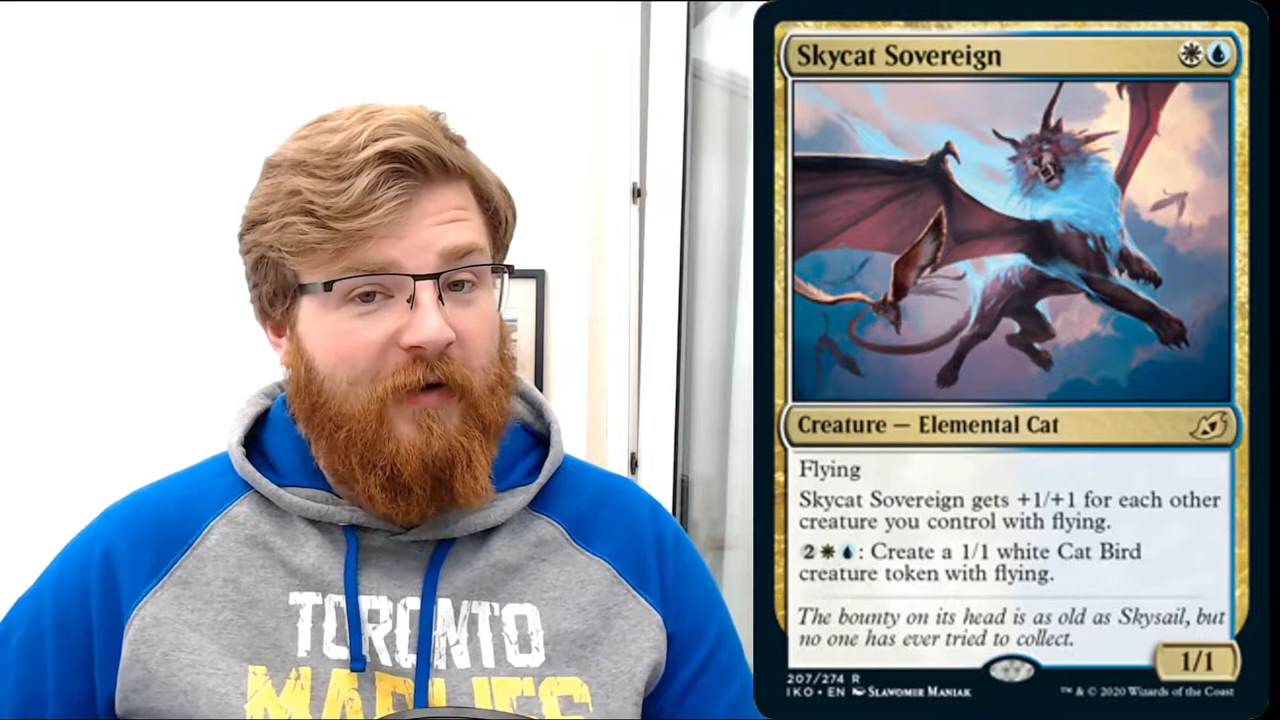 TORONTO
Skycat Sovereign
Creature — Elemental Cat
Flying
Skycat Sovereign gets +1/+1 for each other
creature you control with flying.
2: Create a 1/1 white Cat Bird
creature token with flying.
The bounty on its head is as old as Skysail, but
no one has ever tried to collect.
1/1
207/274 R
IKO • EN SLAWOMIR MANIAK
™ & © 2020 Wizards of the Coast